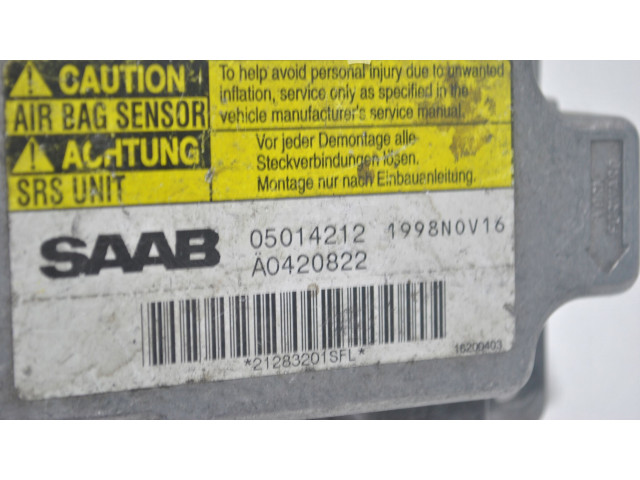 CAUTION
AIR BAG SENSOR
To help avoid personal injury due to unwanted
inflation, service only as specified in the
vehicle manufacturer's service manual.
ACHTUNG
SRS UNIT
Vor jeder Demontage alle
Steckverbindungen lösen.
Montage nur nach Einbauanleitung.
SAAB 05014212 1998NOV16
Ä0420822
*21283201SFL*
16200403